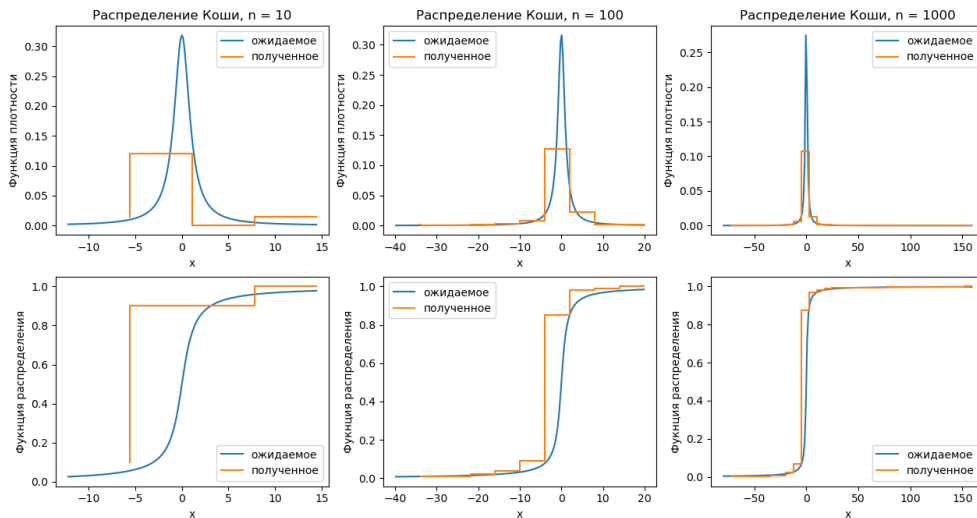 Распределение Коши, n = 10
Функция плотности
0.30
0.25
0.20
0.15
0.10
0.05
0.00
ожидаемое
полученное
−10
−5
0
5
10
15
x
Распределение Коши, n = 100
Функция плотности
0.30
0.25
0.20
0.15
0.10
0.05
0.00
ожидаемое
полученное
−40
−30
−20
−10
0
10
20
x
Распределение Коши, n = 1000
Функция плотности
0.25
0.20
0.15
0.10
0.05
0.00
ожидаемое
полученное
−50
0
50
100
150
x
Фукнция распределения
1.0
0.8
0.6
0.4
0.2
0.0
ожидаемое
полученное
−10
−5
0
5
10
15
x
Фукнция распределения
1.0
0.8
0.6
0.4
0.2
0.0
ожидаемое
полученное
−40
−30
−20
−10
0
10
20
x
Фукнция распределения
1.0
0.8
0.6
0.4
0.2
0.0
ожидаемое
полученное
−50
0
50
100
150
x